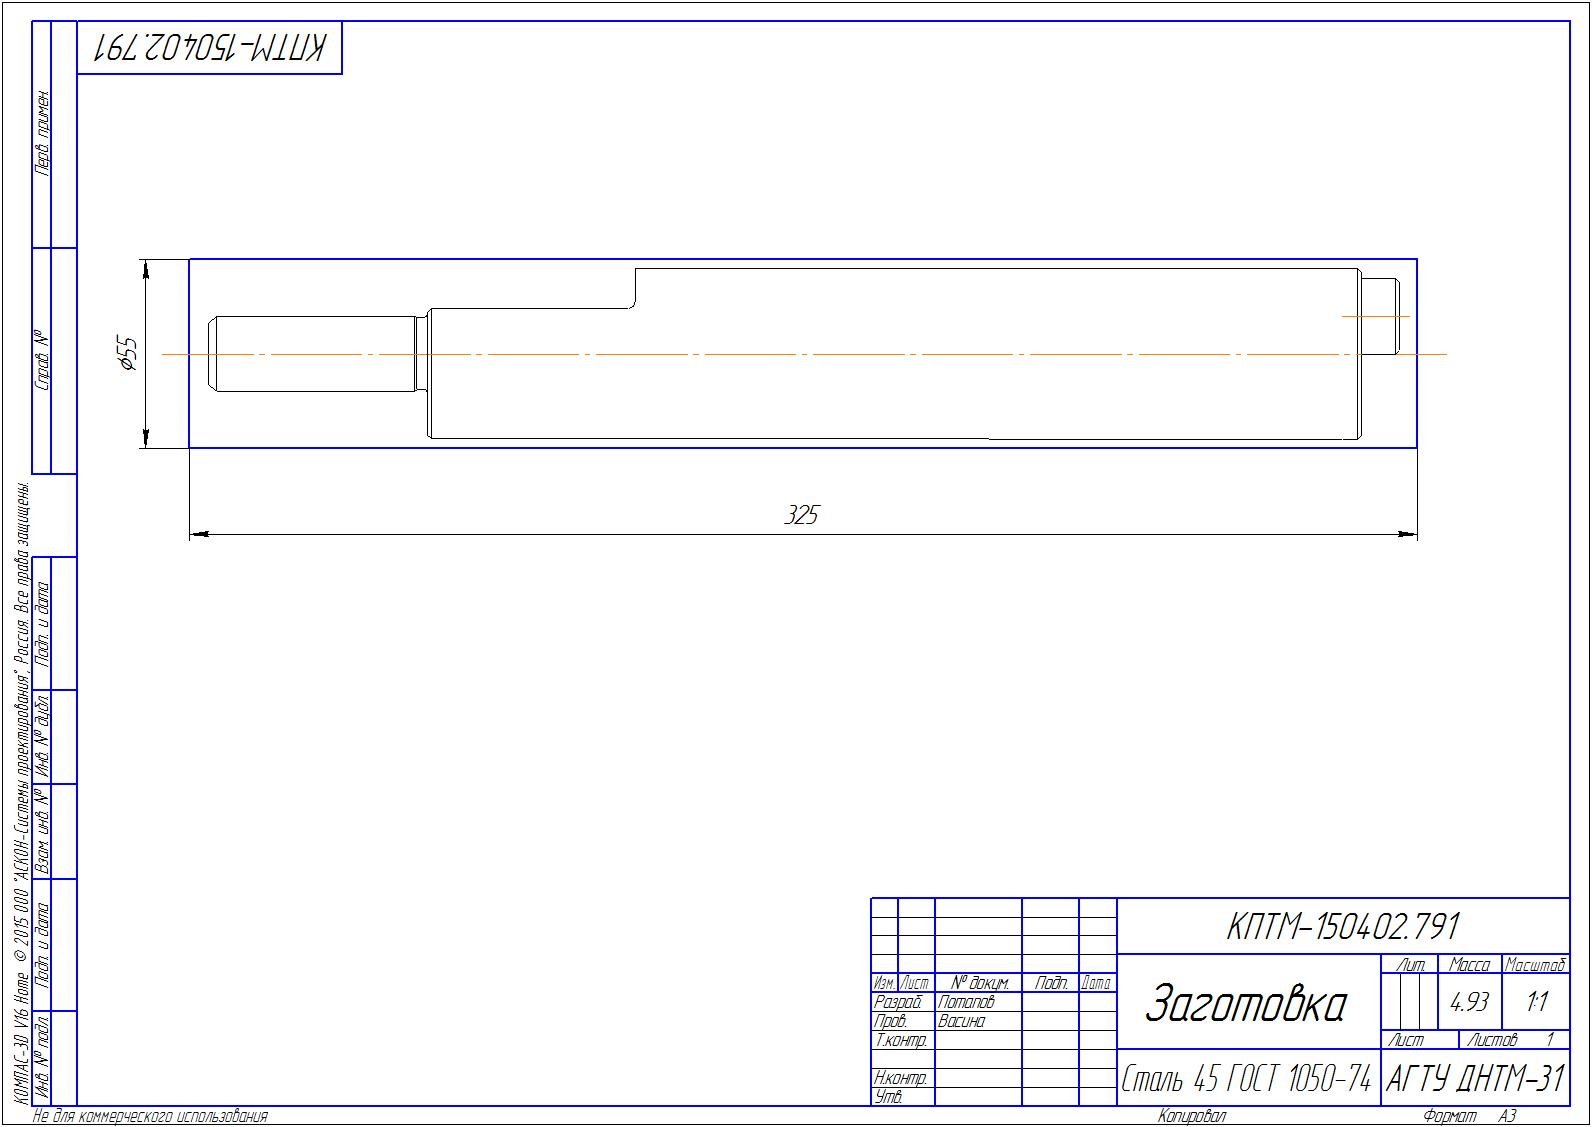 КПТМ-150402.791
Перв. примен.
Справ. №
Подп. и дата
Инв. № дубл.
Взам. инв. №
Подп. и дата
Инв. № подл.
КОМПАС-3D V16 Home © 2015 ООО "АСКОН-Системы проектирования", Россия. Все права защищены.
⌀55
325
КПТМ-150402.791
Лит. Масса Масштаб
Изм. Лист № докум. Подп. Дата
Разраб. Потапов
Заготовка
4.93 1:1
Пров. Васина
Т.контр.
Лист Листов 1
Н.контр.
Утв.
Сталь 45 ГОСТ 1050-74
АГТУ ДНТМ-31
Не для коммерческого использования
Копировал Формат А3